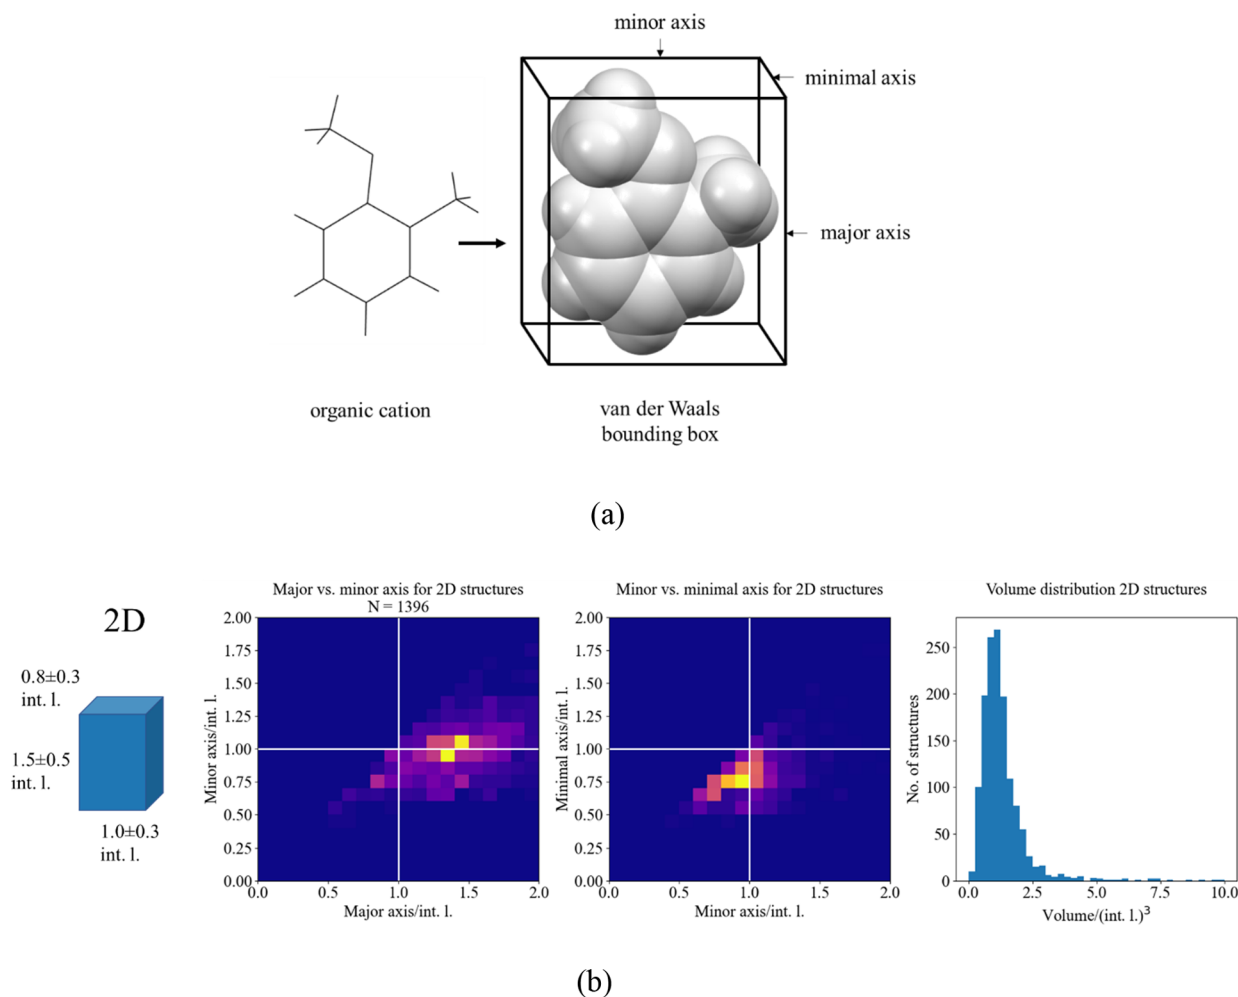 minor axis
minimal axis
major axis
organic cation
van der Waals
bounding box
(a)
2D
0.8±0.3
int. l.
1.5±0.5
int. l.
1.0±0.3
int. l.
Major vs. minor axis for 2D structures
N = 1396
2.00
1.75
1.50
1.25
1.00
0.75
0.50
0.25
0.00
Minor axis/int. l.
0.0 0.5 1.0 1.5 2.0
Major axis/int. l.
Minor vs. minimal axis for 2D structures
2.00
1.75
1.50
1.25
1.00
0.75
0.50
0.25
0.00
Minimal axis/int. l.
0.0 0.5 1.0 1.5 2.0
Minor axis/int. l.
Volume distribution 2D structures
250
200
150
100
50
0
No. of structures
0.0 2.5 5.0 7.5 10.0
Volume/(int. l.)³
(b)